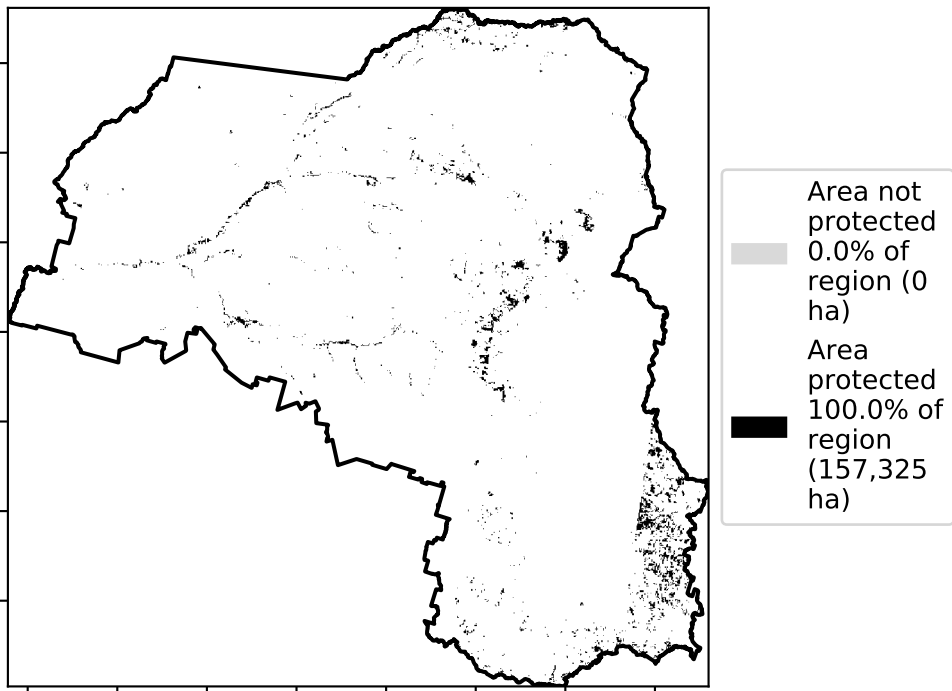 Area not
protected
0.0% of
region (0
ha)
Area
protected
100.0% of
region
(157,325
ha)